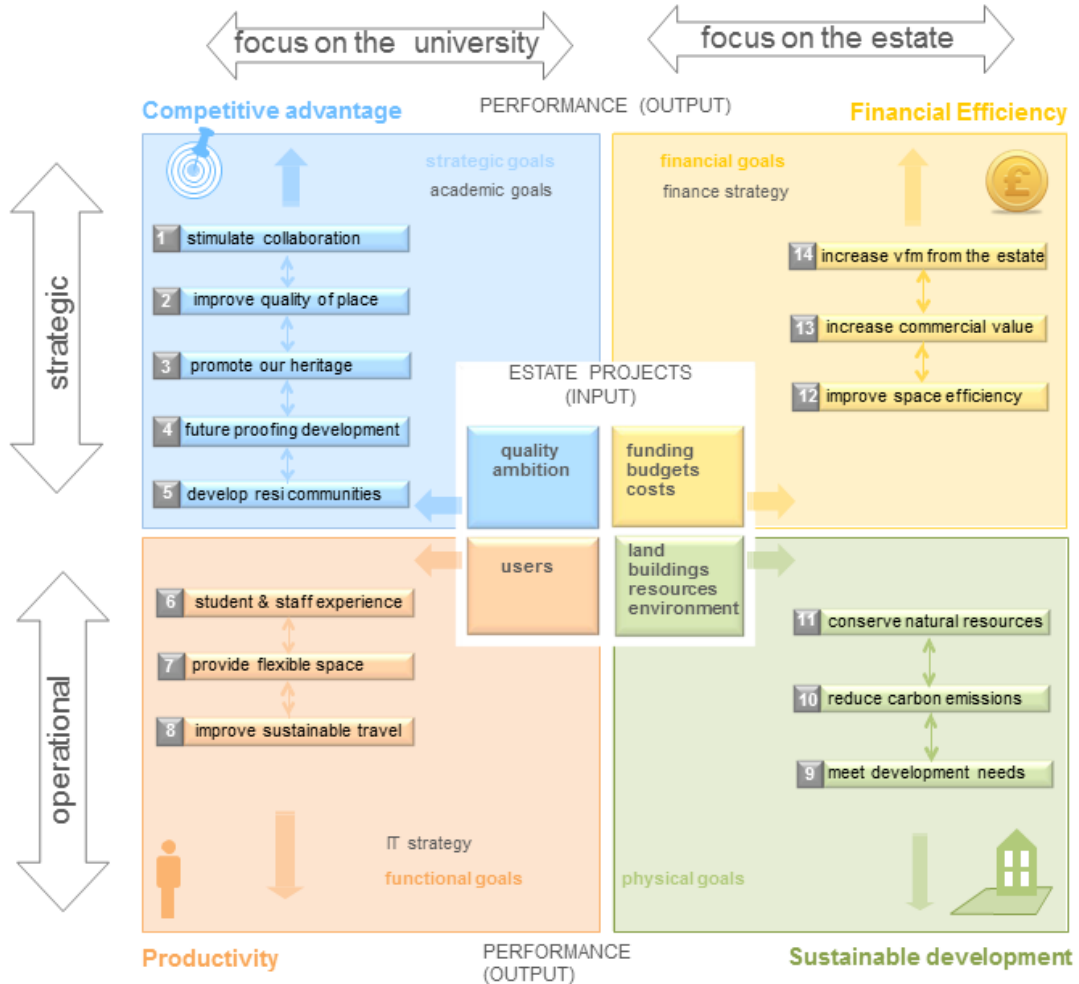 focus on the university
focus on the estate
Competitive advantage
PERFORMANCE (OUTPUT)
Financial Efficiency
strategic
operational
strategic goals
academic goals
1 stimulate collaboration
2 improve quality of place
3 promote our heritage
4 future proofing development
5 develop resi communities
financial goals
finance strategy
£
14 increase vfm from the estate
13 increase commercial value
12 improve space efficiency
ESTATE PROJECTS
(INPUT)
quality
ambition
funding
budgets
costs
users
land
buildings
resources
environment
6 student & staff experience
7 provide flexible space
8 improve sustainable travel
IT strategy
functional goals
11 conserve natural resources
10 reduce carbon emissions
9 meet development needs
physical goals
Productivity
PERFORMANCE
(OUTPUT)
Sustainable development